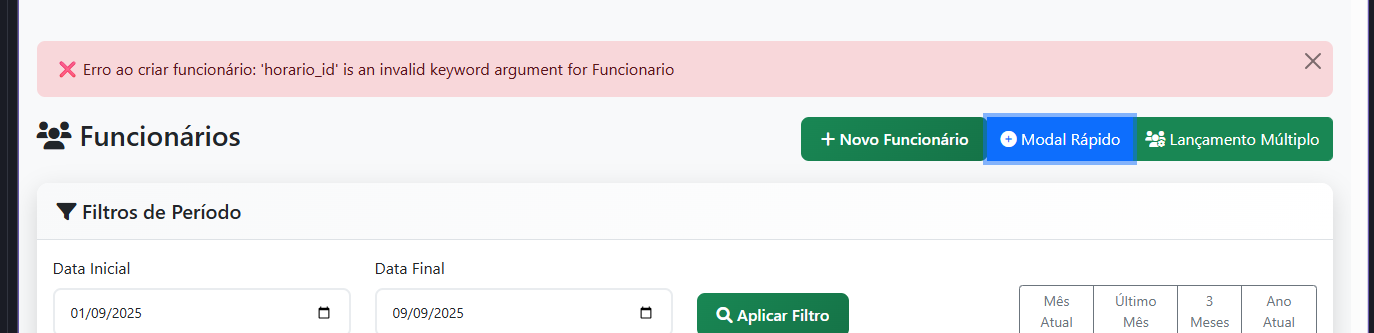 Erro ao criar funcionário: 'horario_id' is an invalid keyword argument for Funcionario
Funcionários
Novo Funcionário
Modal Rápido
Lançamento Múltiplo
Filtros de Período
Data Inicial
Data Final
01/09/2025
09/09/2025
Aplicar Filtro
Mês
Atual
Último
Mês
3
Meses
Ano
Atual